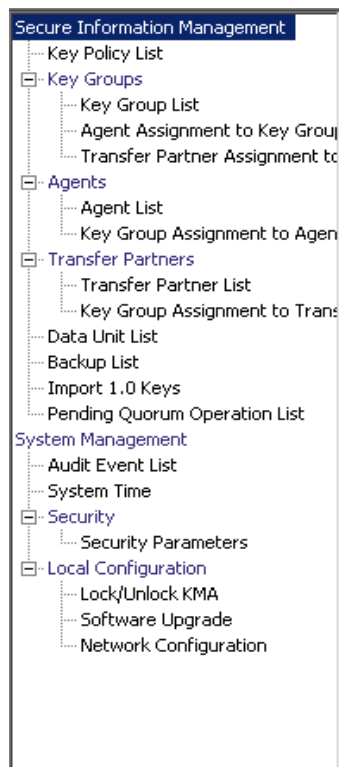 Secure Information Management
Key Policy List
Key Groups
Key Group List
Agent Assignment to Key Grou
Transfer Partner Assignment to
Agents
Agent List
Key Group Assignment to Agen
Transfer Partners
Transfer Partner List
Key Group Assignment to Trans
Data Unit List
Backup List
Import 1.0 Keys
Pending Quorum Operation List
System Management
Audit Event List
System Time
Security
Security Parameters
Local Configuration
Lock/Unlock KMA
Software Upgrade
Network Configuration